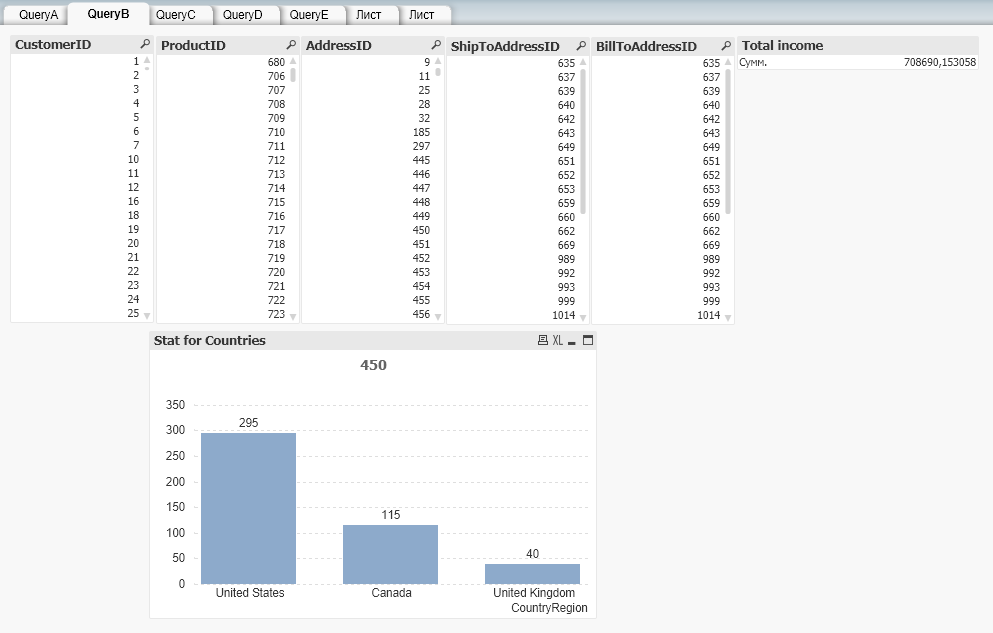 QueryA QueryB QueryC QueryD QueryE Лист Лист
CustomerID ProductID AddressID ShipToAddressID BillToAddressID Total income
1 680 9 635 635 Сумм. 708690,153058
2 706 11 637 637
3 707 25 639 639
4 708 28 640 640
5 709 32 642 642
6 710 185 643 643
7 711 297 649 649
10 712 445 651 651
11 713 446 652 652
12 714 447 653 653
16 715 448 659 659
18 716 449 660 660
19 717 450 662 662
20 718 451 669 669
21 719 452 989 989
22 720 453 992 992
23 721 454 993 993
24 722 455 999 999
25 723 456 1014 1014
Stat for Countries XL
450
350
300
250
200
150
100
50
0
295
115
40
United States Canada United Kingdom
CountryRegion